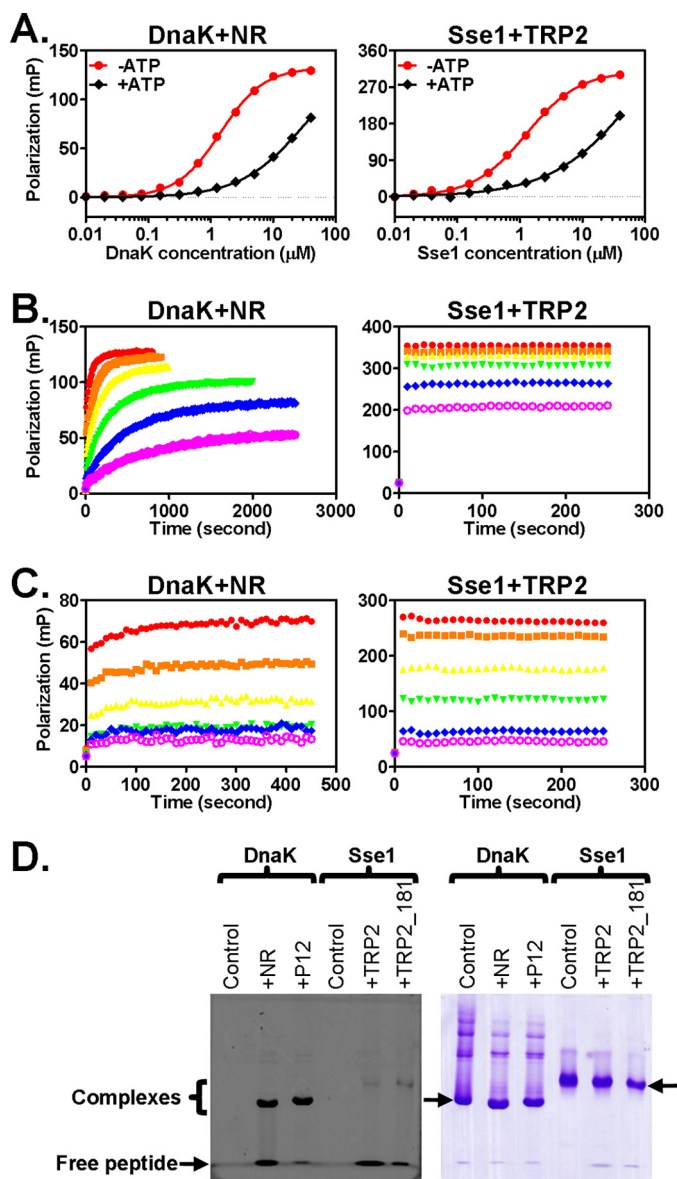 A.
DnaK+NR
Sse1+TRP2
Polarization (mP)
150
100
50
0
-ATP
+ATP
0.01
0.1
1
10
100
DnaK concentration (μM)
360
270
180
90
0
-ATP
+ATP
0.01
0.1
1
10
100
Sse1 concentration (μM)
B.
DnaK+NR
Sse1+TRP2
Polarization (mP)
150
100
50
0
0
1000
2000
3000
Time (second)
400
300
200
100
0
0
100
200
300
Time (second)
C.
DnaK+NR
Sse1+TRP2
Polarization (mP)
80
60
40
20
0
0
100
200
300
400
500
Time (second)
300
200
100
0
0
100
200
300
Time (second)
D.
DnaK
Sse1
DnaK
Sse1
Control
+NR
+P12
Control
+TRP2
+TRP2_181
Control
+NR
+P12
Control
+TRP2
+TRP2_181
Complexes
Free peptide